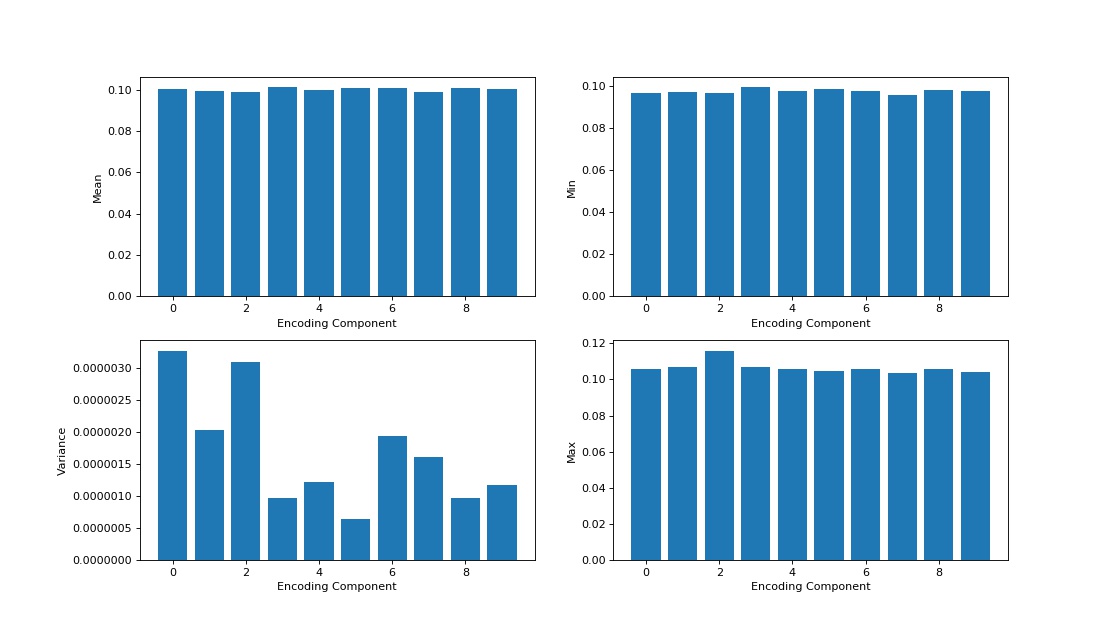 0.10
0.08
0.06
0.04
0.02
0.00
Mean
0 2 4 6 8
Encoding Component
0.10
0.08
0.06
0.04
0.02
0.00
Min
0 2 4 6 8
Encoding Component
0.0000030
0.0000025
0.0000020
0.0000015
0.0000010
0.0000005
0.0000000
Variance
0 2 4 6 8
Encoding Component
0.12
0.10
0.08
0.06
0.04
0.02
0.00
Max
0 2 4 6 8
Encoding Component